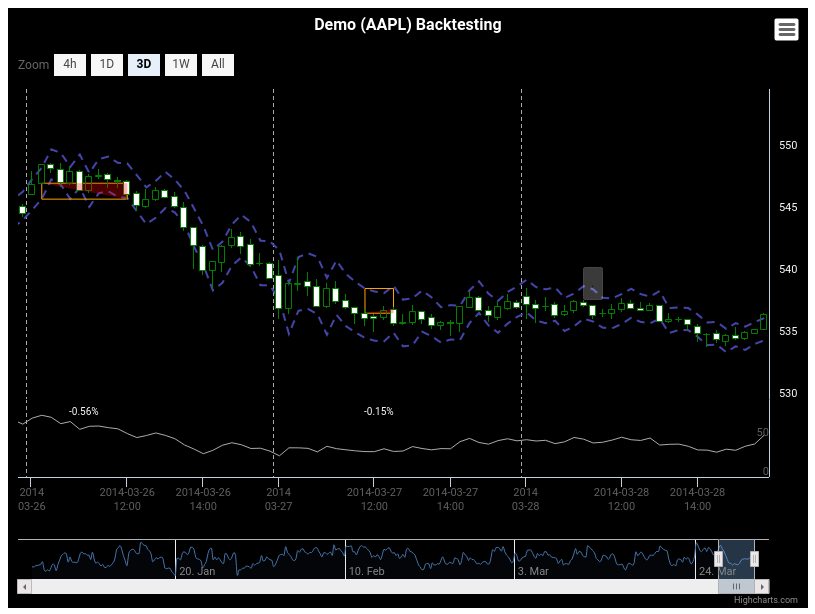 Demo (AAPL) Backtesting
Zoom 4h 1D 3D 1W All
550
545
540
535
530
-0.56% -0.15%
50
0
2014 2014-03-26 2014-03-26 2014 2014-03-27 2014-03-27 2014 2014-03-28 2014-03-28
03-26 12:00 14:00 03-27 12:00 14:00 03-28 12:00 14:00
20. Jan 10. Feb 3. Mar 24. Mar
Highcharts.com